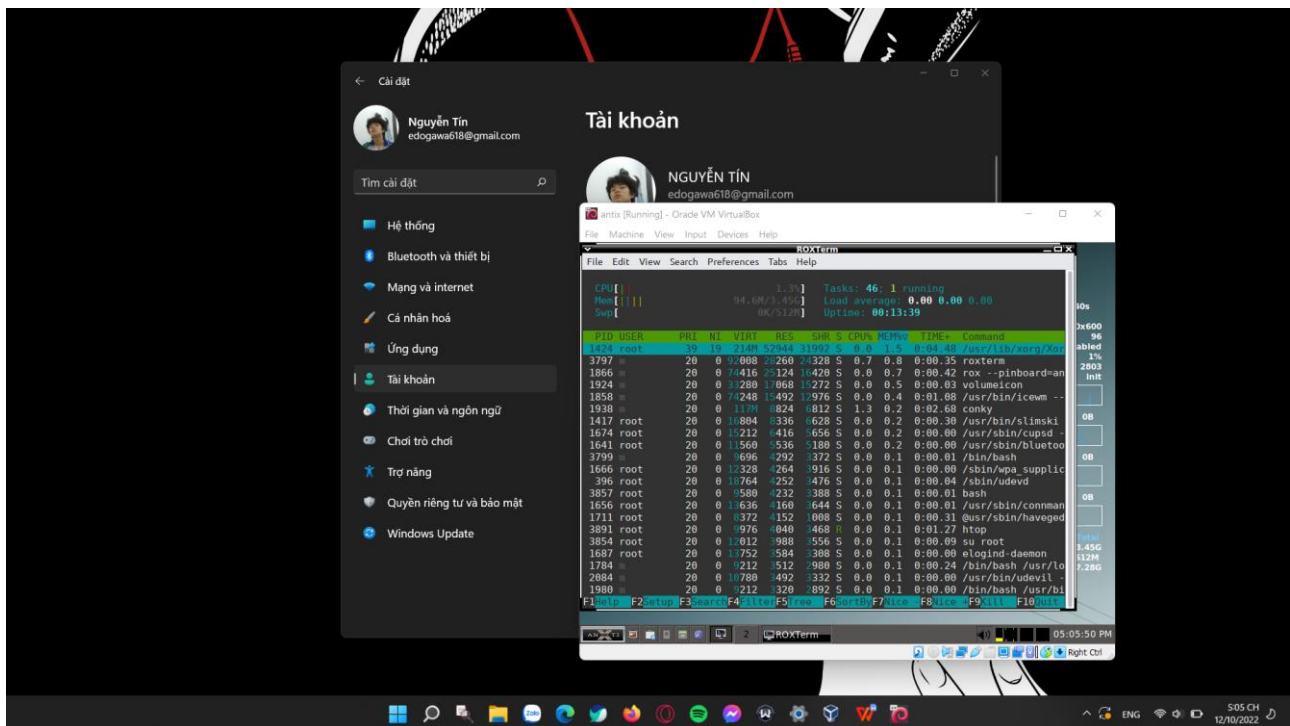 Cài đặt
Nguyễn Tín
edogawa618@gmail.com
Tìm cài đặt
Hệ thống
Bluetooth và thiết bị
Mạng và internet
Cá nhân hoá
Ứng dụng
Tài khoản
Thời gian và ngôn ngữ
Chơi trò chơi
Trợ năng
Quyền riêng tư và bảo mật
Windows Update
Tài khoản
NGUYỄN TÍN
edogawa618@gmail.com
antix [Running] - Oracle VM VirtualBox
File Machine View Input Devices Help
ROXTerm
File Edit View Search Preferences Tabs Help
CPU[|| 1.3%] Tasks: 46; 1 running
Mem[|||| 94.6M/3.45G] Load average: 0.00 0.00 0.00
Swp[ 0K/512M] Uptime: 00:13:39
PID USER PRI NI VIRT RES SHR S CPU% MEM%▽ TIME+ Command
1424 root 39 19 214M 52944 31992 S 0.0 1.5 0:04.48 /usr/lib/xorg/Xor
3797 m 20 0 92008 28260 24328 S 0.7 0.8 0:00.35 roxterm
1866 m 20 0 74416 25124 16420 S 0.0 0.7 0:00.42 rox --pinboard=an
1924 m 20 0 33280 17068 15272 S 0.0 0.5 0:00.03 volumeicon
1858 m 20 0 74248 15492 12976 S 0.0 0.4 0:01.08 /usr/bin/icewm --
1938 m 20 0 117M 8824 6812 S 1.3 0.2 0:02.68 conky
1417 root 20 0 16804 8336 6628 S 0.0 0.2 0:00.30 /usr/bin/slimski
1674 root 20 0 15212 6416 5656 S 0.0 0.2 0:00.00 /usr/sbin/cupsd -
1641 root 20 0 11560 5536 5180 S 0.0 0.2 0:00.00 /usr/sbin/bluetoo
3799 m 20 0 9696 4292 3372 S 0.0 0.1 0:00.01 /bin/bash
1666 root 20 0 12328 4264 3916 S 0.0 0.1 0:00.00 /sbin/wpa_supplic
396 root 20 0 18764 4252 3476 S 0.0 0.1 0:00.04 /sbin/udevd
3857 root 20 0 9580 4232 3388 S 0.0 0.1 0:00.01 bash
1656 root 20 0 13636 4160 3644 S 0.0 0.1 0:00.01 /usr/sbin/connman
1711 root 20 0 8372 4152 1008 S 0.0 0.1 0:00.31 @usr/sbin/haveged
3891 root 20 0 9976 4040 3468 R 0.0 0.1 0:01.27 htop
3854 root 20 0 12012 3988 3556 S 0.0 0.1 0:00.09 su root
1687 root 20 0 13752 3584 3308 S 0.0 0.1 0:00.00 elogind-daemon
1784 m 20 0 9212 3512 2980 S 0.0 0.1 0:00.24 /bin/bash /usr/lo
2084 m 20 0 10780 3492 3332 S 0.0 0.1 0:00.00 /usr/bin/udevil -
1980 m 20 0 9212 3320 2892 S 0.0 0.1 0:00.00 /bin/bash /usr/bi
F1Help F2Setup F3SearchF4FilterF5Tree F6SortByF7Nice -F8Nice +F9Kill F10Quit
40s
0x600
96
abled
1%
2803
Init
0B
0B
0B
Total
3.45G
512M
7.28G
2
ROXTerm
05:05:50 PM
Right Ctrl
Zalo
ENG
5:05 CH
12/10/2022